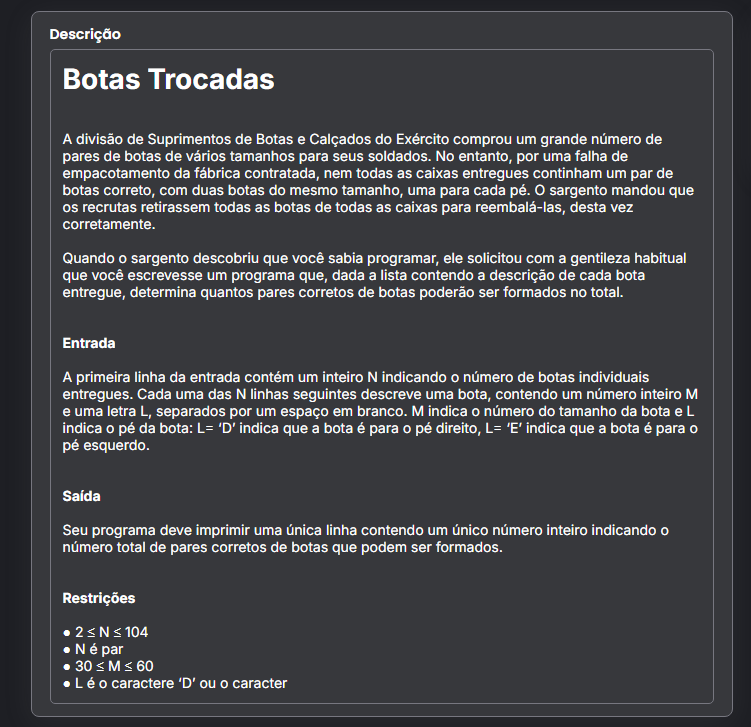 Descrição
Botas Trocadas
A divisão de Suprimentos de Botas e Calçados do Exército comprou um grande número de
pares de botas de vários tamanhos para seus soldados. No entanto, por uma falha de
empacotamento da fábrica contratada, nem todas as caixas entregues continham um par de
botas correto, com duas botas do mesmo tamanho, uma para cada pé. O sargento mandou que
os recrutas retirassem todas as botas de todas as caixas para reembalá-las, desta vez
corretamente.
Quando o sargento descobriu que você sabia programar, ele solicitou com a gentileza habitual
que você escrevesse um programa que, dada a lista contendo a descrição de cada bota
entregue, determina quantos pares corretos de botas poderão ser formados no total.
Entrada
A primeira linha da entrada contém um inteiro N indicando o número de botas individuais
entregues. Cada uma das N linhas seguintes descreve uma bota, contendo um número inteiro M
e uma letra L, separados por um espaço em branco. M indica o número do tamanho da bota e L
indica o pé da bota: L= ‘D’ indica que a bota é para o pé direito, L= ‘E’ indica que a bota é para o
pé esquerdo.
Saída
Seu programa deve imprimir uma única linha contendo um único número inteiro indicando o
número total de pares corretos de botas que podem ser formados.
Restrições
● 2 ≤ N ≤ 104
● N é par
● 30 ≤ M ≤ 60
● L é o caractere ‘D’ ou o caracter